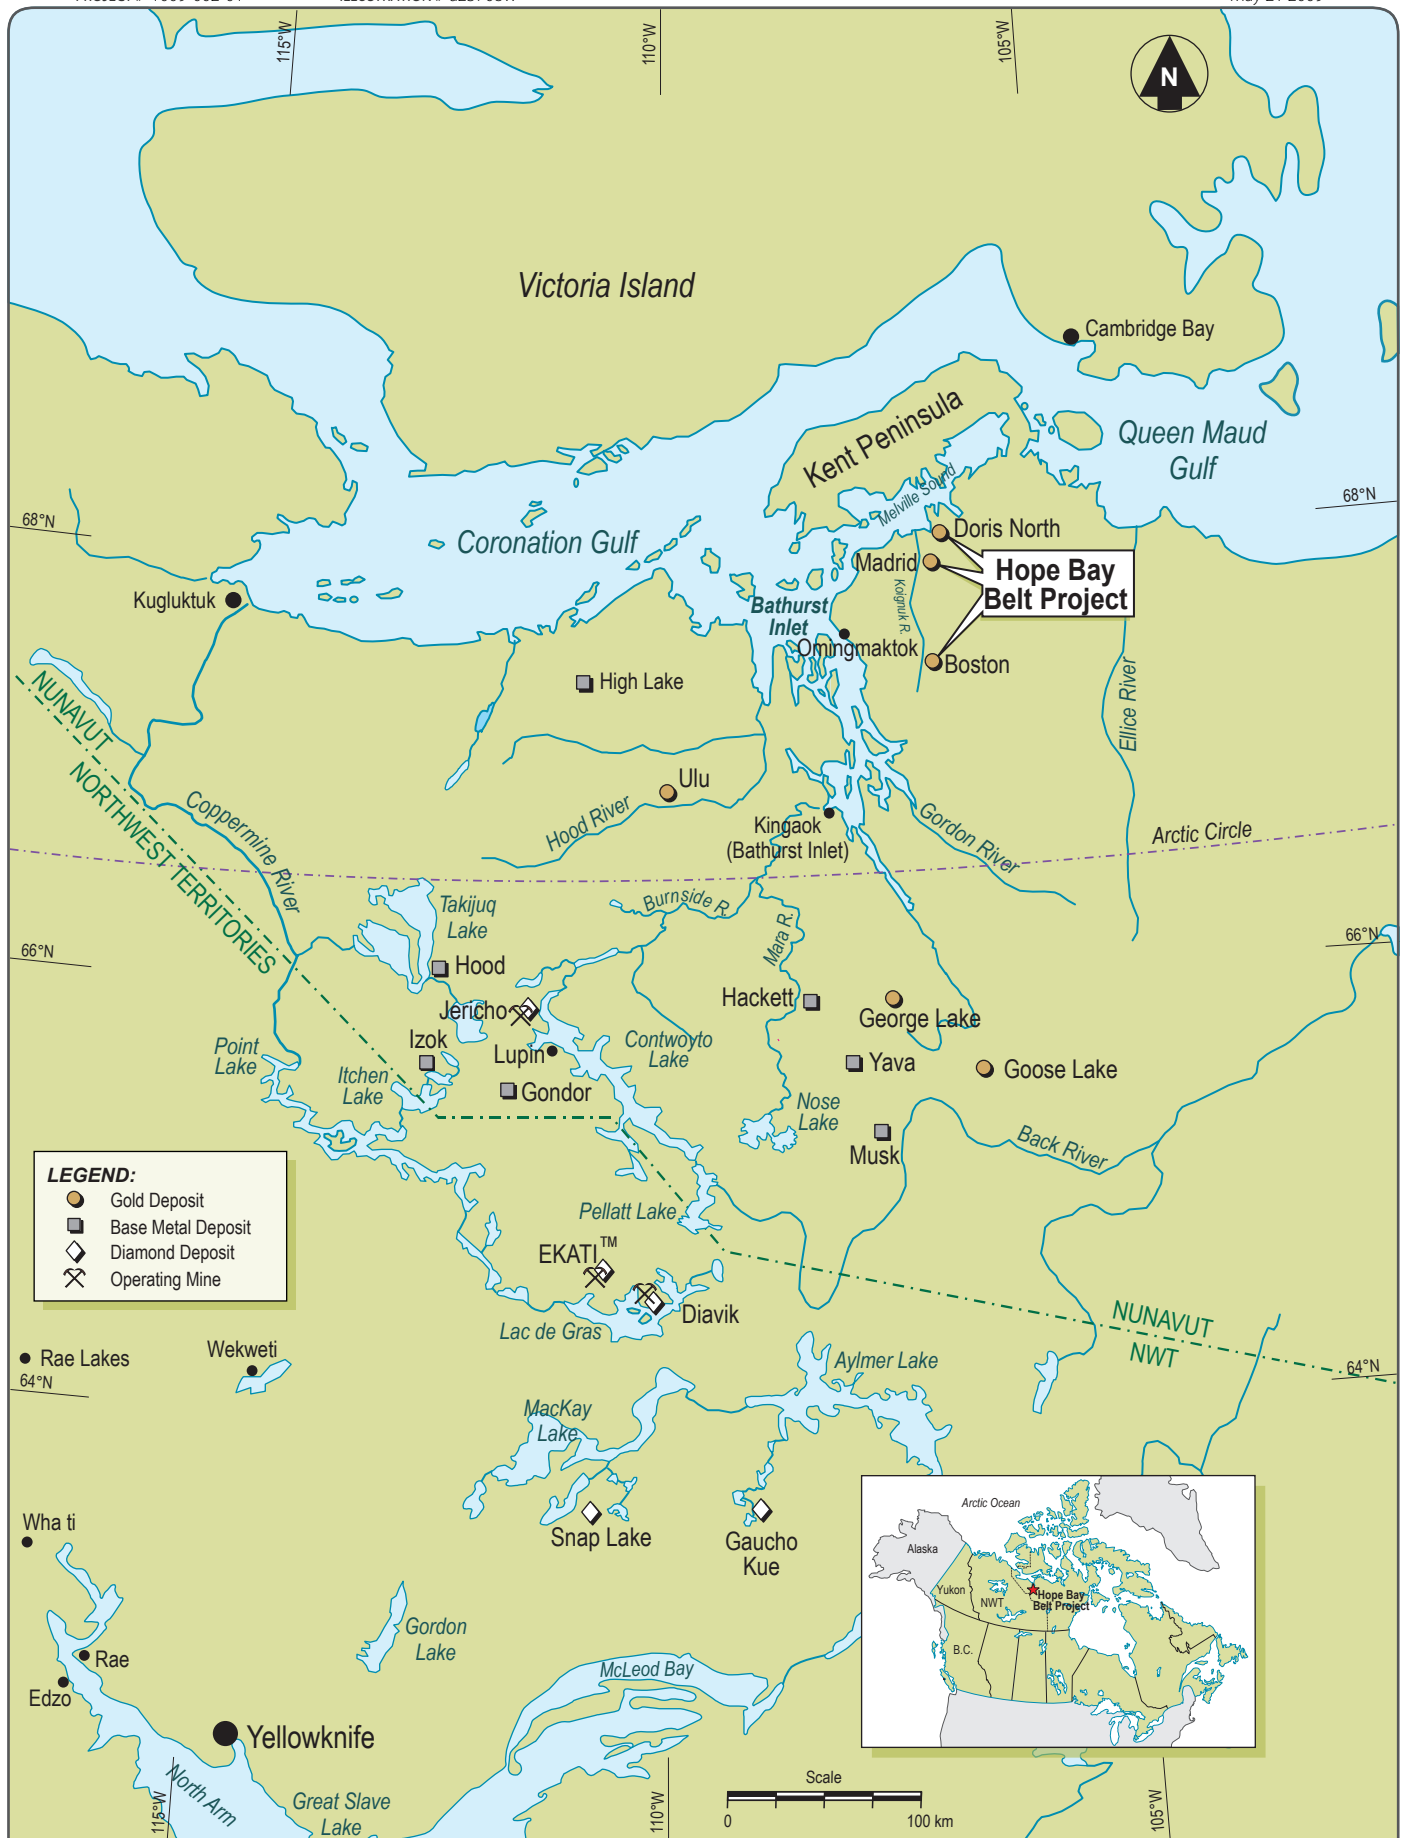 115°W
110°W
105°W
N
Victoria Island
Cambridge Bay
Kent Peninsula
Queen Maud
Gulf
Melville Sound
68°N
68°N
Coronation Gulf
Doris North
Madrid
Hope Bay
Belt Project
Koignuk R.
Kugluktuk
Bathurst
Inlet
Omingmaktok
Boston
High Lake
Ellice River
NUNAVUT
NORTHWEST TERRITORIES
Coppermine River
Ulu
Hood River
Kingaok
(Bathurst Inlet)
Gordon River
Arctic Circle
Takijuq
Lake
Burnside R.
Mara R.
66°N
66°N
Hood
Hackett
George Lake
Jericho
Izok
Lupin
Contwoyto
Lake
Point
Lake
Itchen
Lake
Gondor
Yava
Goose Lake
Nose
Lake
Musk
Back River
LEGEND:
Gold Deposit
Base Metal Deposit
Diamond Deposit
Operating Mine
Pellatt Lake
EKATI™
Diavik
Lac de Gras
NUNAVUT
NWT
Rae Lakes
Wekweti
64°N
64°N
Aylmer Lake
MacKay
Lake
Snap Lake
Gaucho
Kue
Wha ti
Arctic Ocean
Alaska
Yukon
NWT
Hope Bay
Belt Project
B.C.
Gordon
Lake
Rae
Edzo
McLeod Bay
Yellowknife
North Arm
Great Slave
Lake
Scale
0
100 km
115°W
110°W
105°W